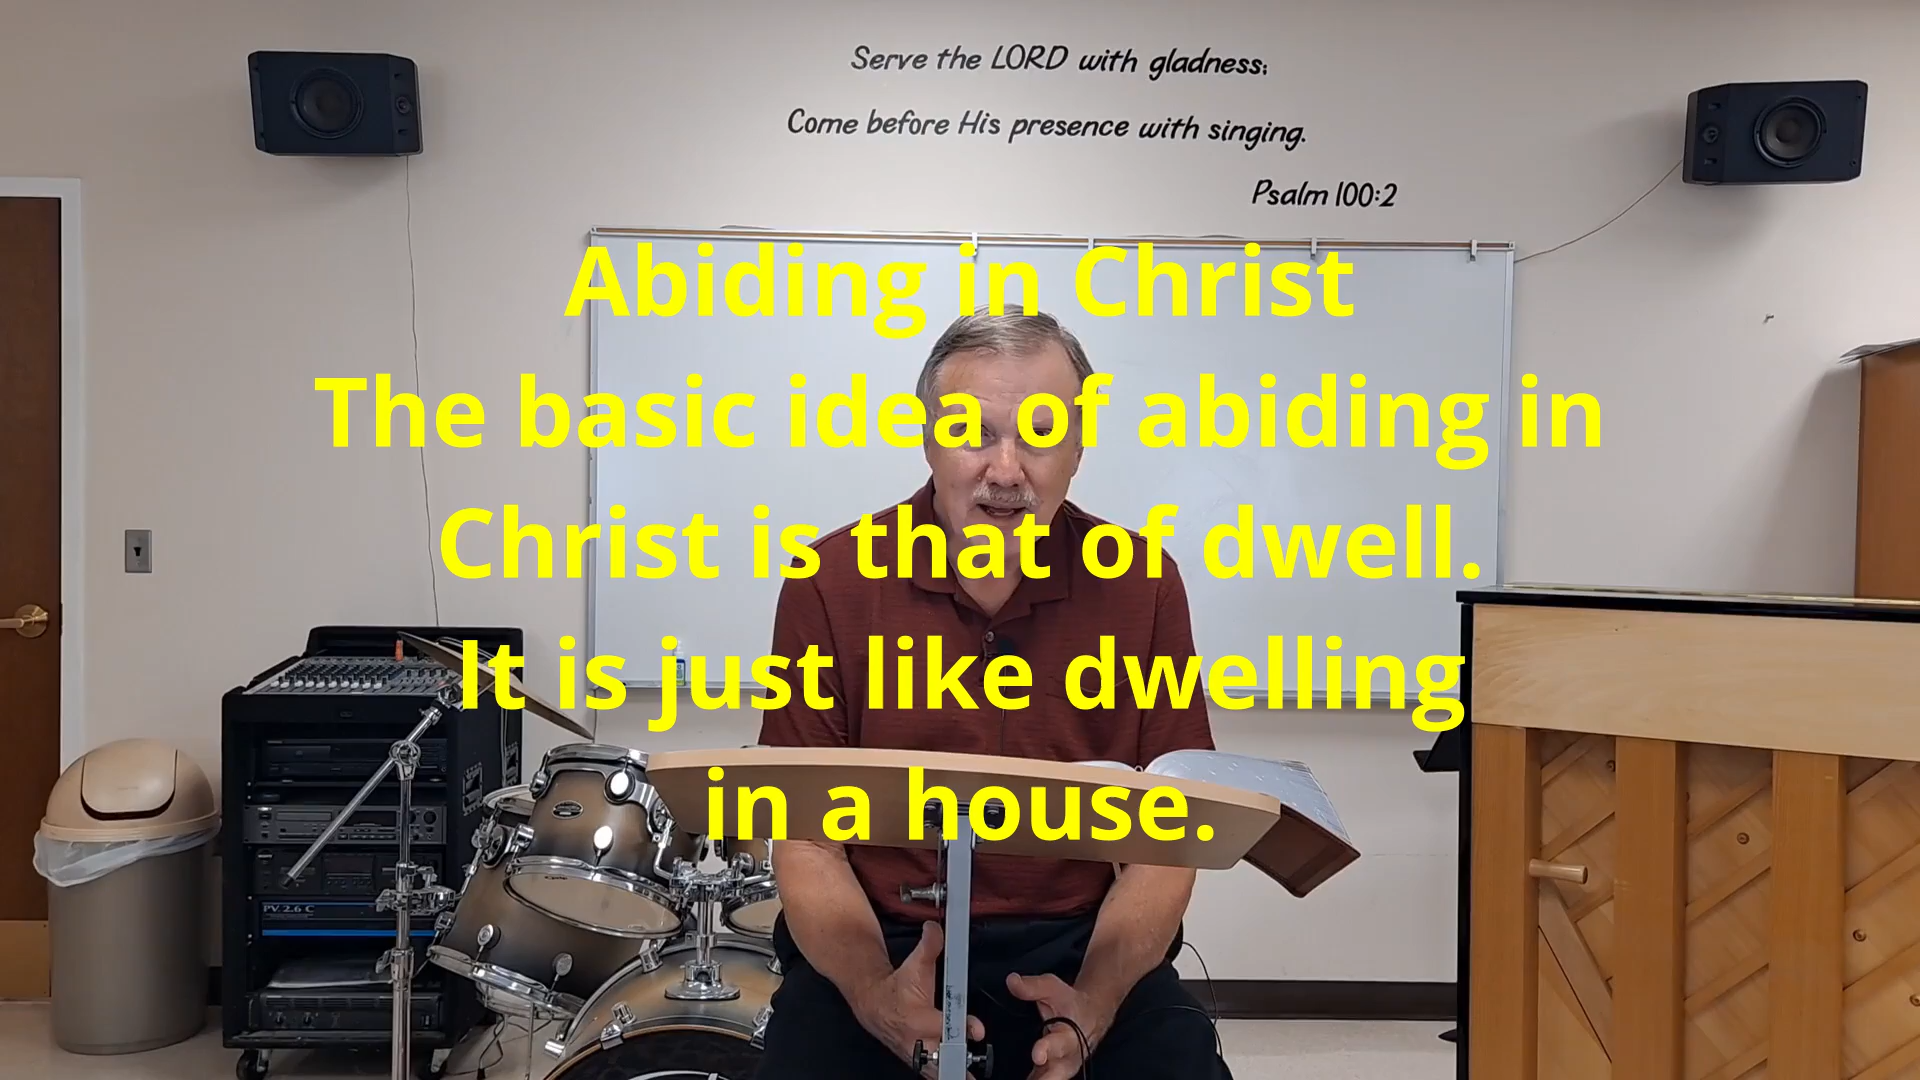 Serve the LORD with gladness;
Come before His presence with singing.
Psalm 100:2
Abiding in Christ
The basic idea of abiding in
Christ is that of dwell.
It is just like dwelling
in a house.
PV 2.6 C